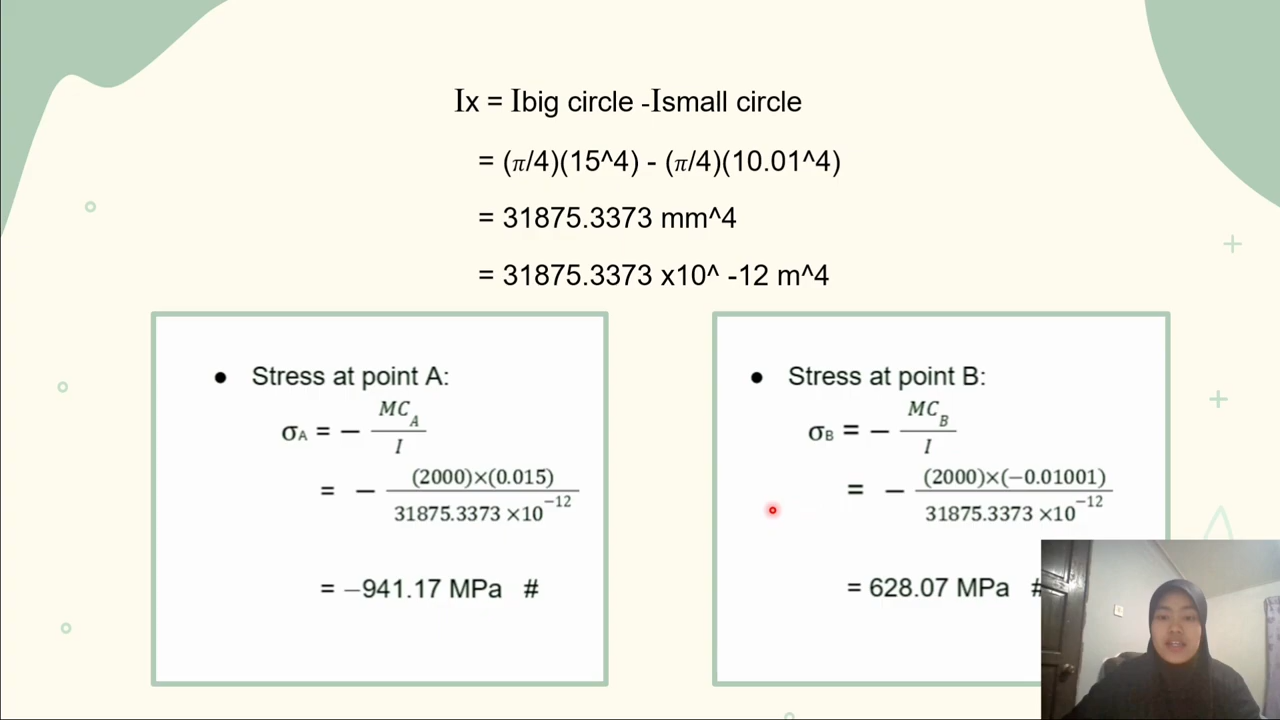 Ix = Ibig circle -Ismall circle
= (π/4)(15^4) - (π/4)(10.01^4)
= 31875.3373 mm^4
= 31875.3373 x10^ -12 m^4
● Stress at point A:
σA = − MC_A / I
= − (2000)×(0.015) / 31875.3373 ×10^−12
= −941.17 MPa #
● Stress at point B:
σB = − MC_B / I
= − (2000)×(−0.01001) / 31875.3373 ×10^−12
= 628.07 MPa #